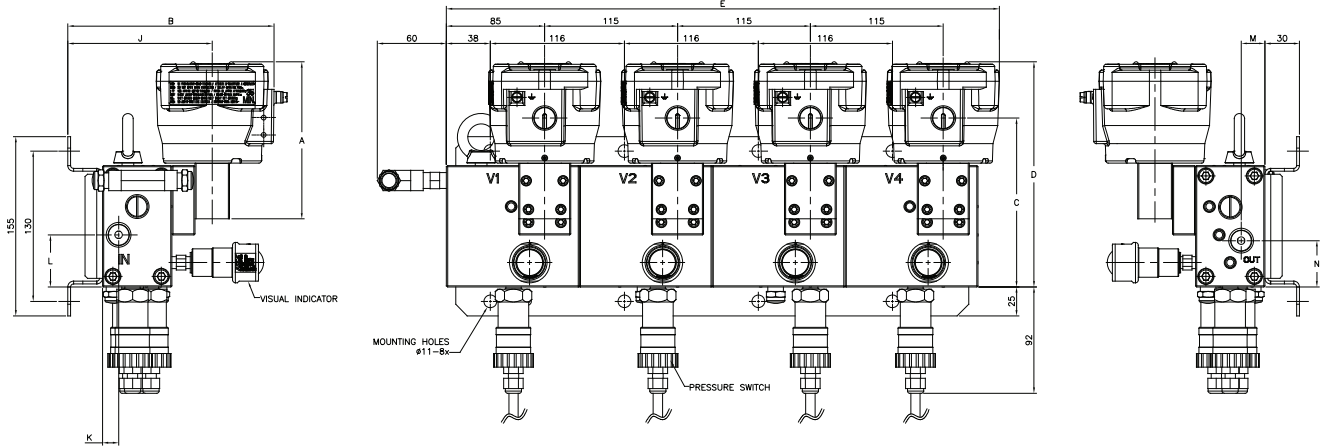 B
E
J
85
115
115
115
60
38
116
116
116
M
30
A
155
130
L
IN
VISUAL INDICATOR
K
V1
V2
V3
V4
C
D
25
92
MOUNTING HOLES
ø11-8x
PRESSURE SWITCH
OUT
N